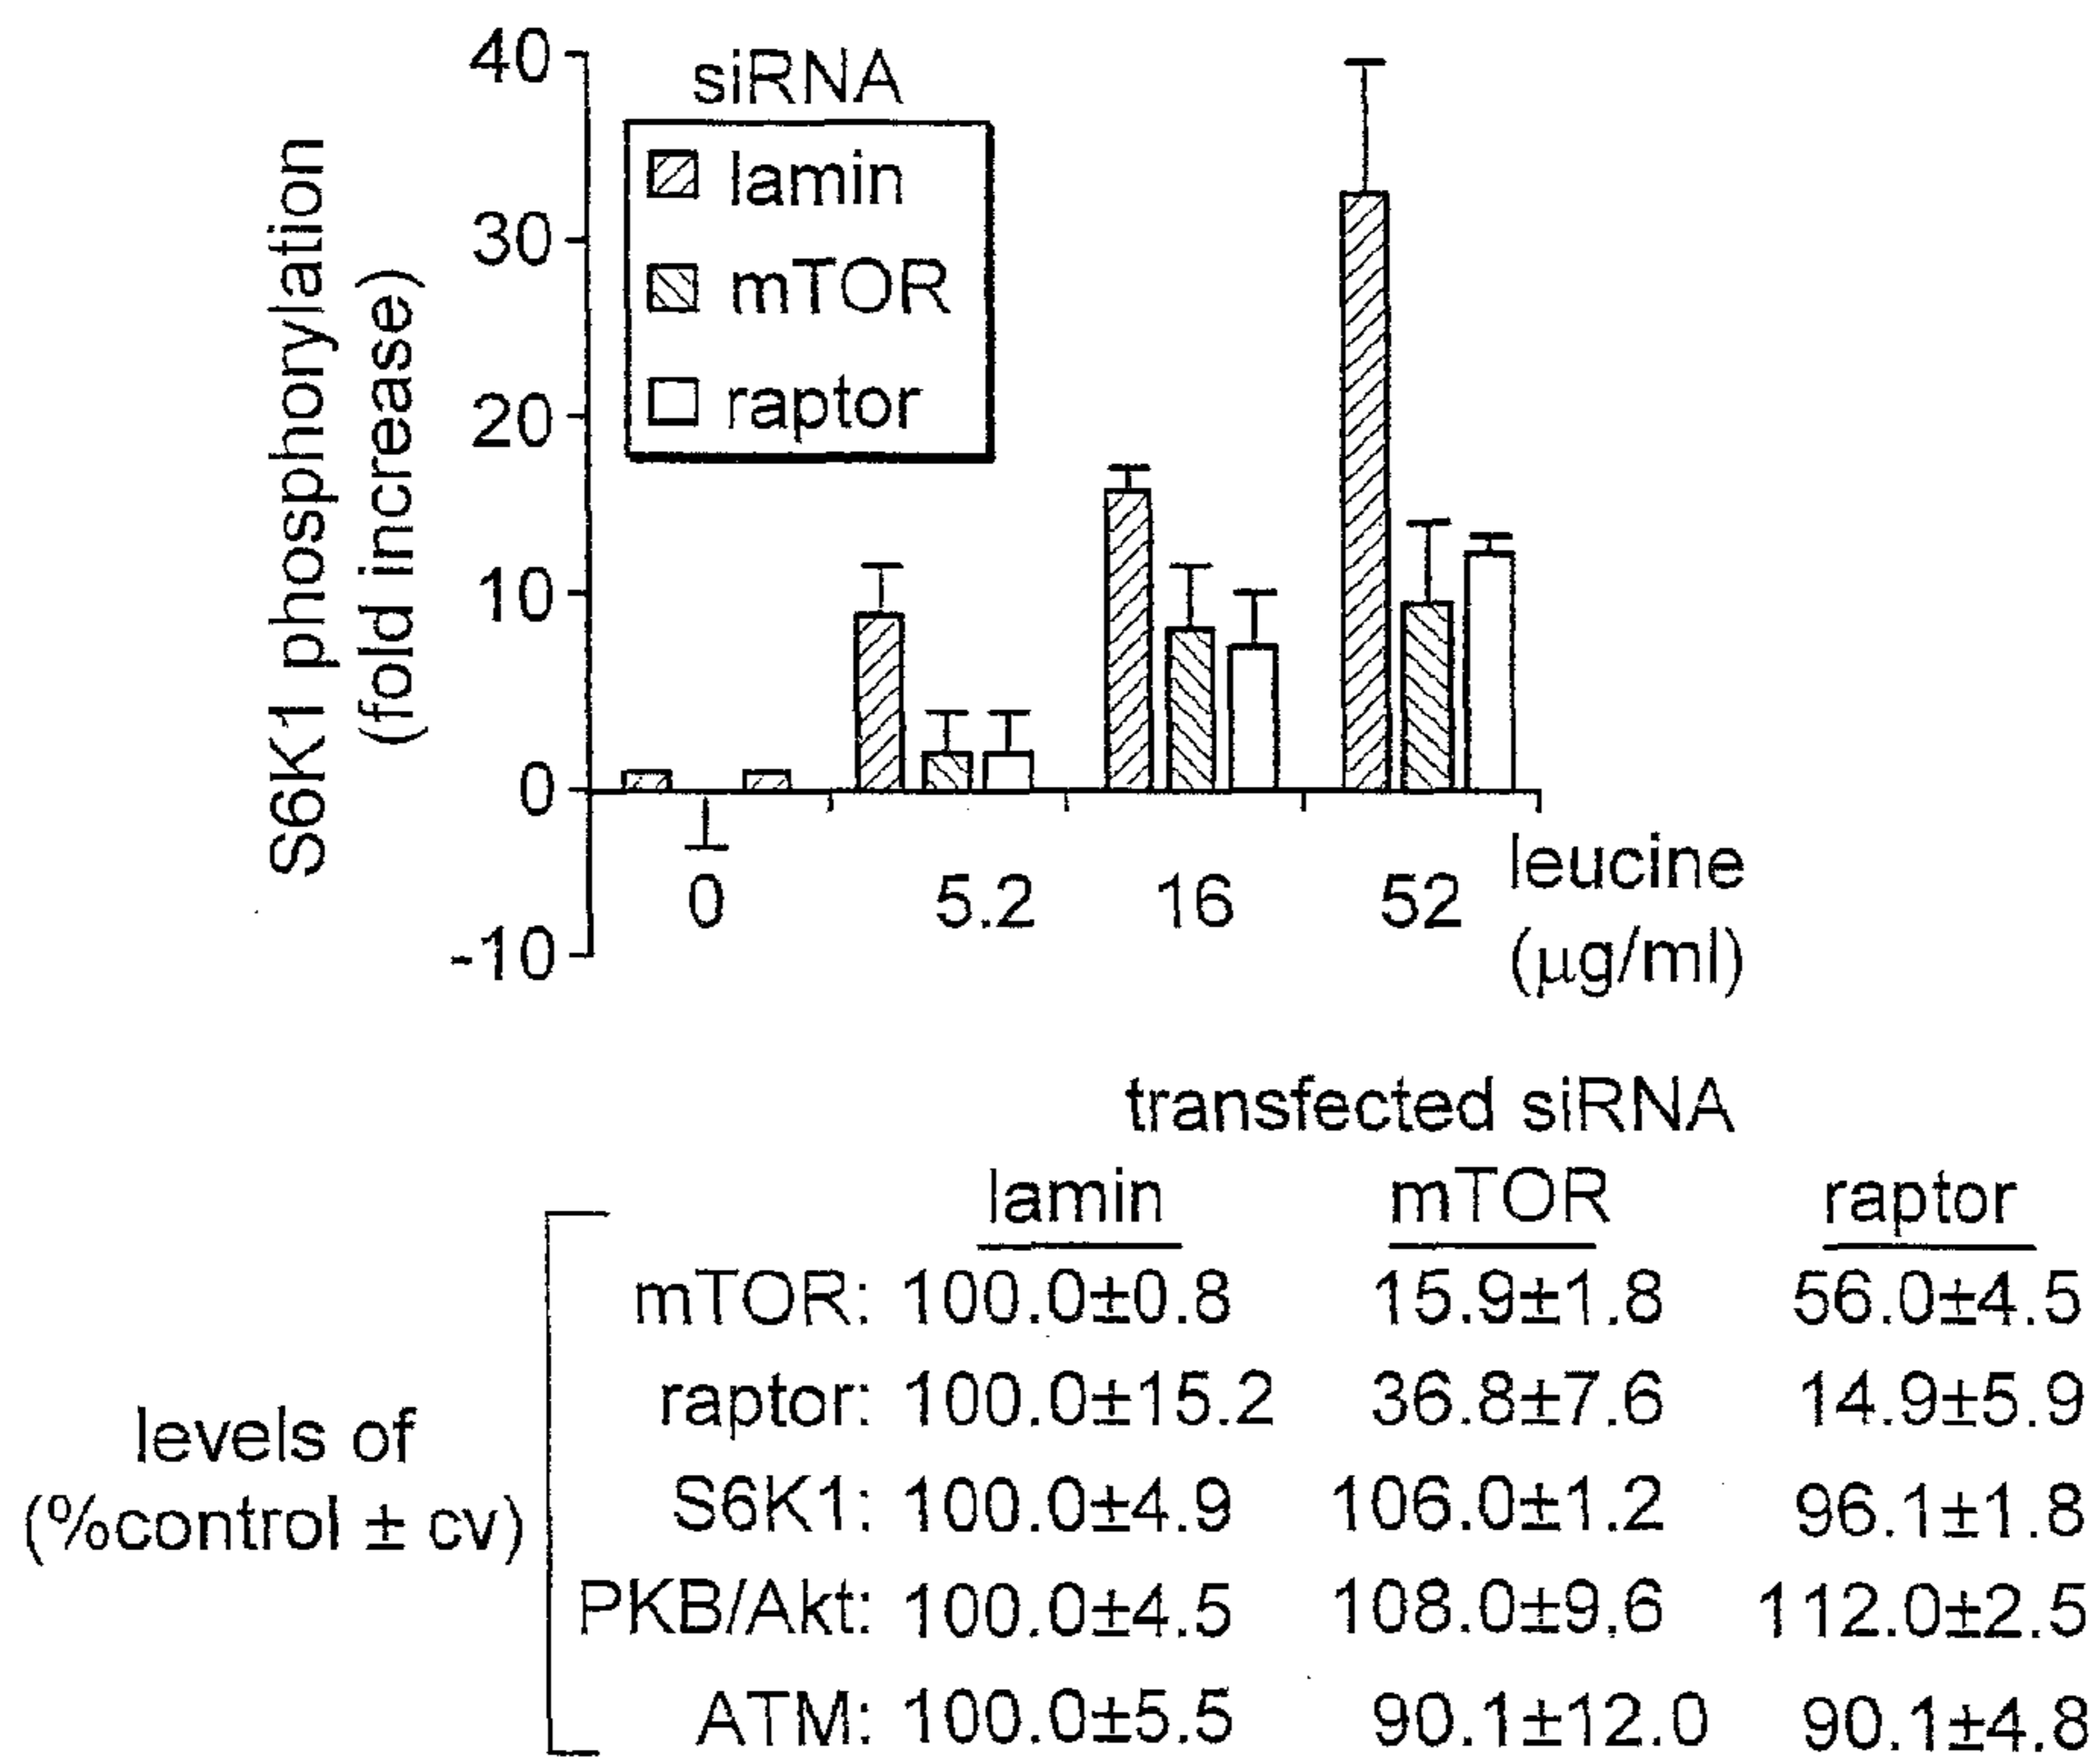 40
30
20
10
0
-10
S6K1 phosphorylation
(fold increase)
siRNA
lamin
mTOR
raptor
0 5.2 16 52
leucine
(μg/ml)
transfected siRNA
lamin mTOR raptor
levels of
(%control ± cv)
mTOR: 100.0±0.8 15.9±1.8 56.0±4.5
raptor: 100.0±15.2 36.8±7.6 14.9±5.9
S6K1: 100.0±4.9 106.0±1.2 96.1±1.8
PKB/Akt: 100.0±4.5 108.0±9.6 112.0±2.5
ATM: 100.0±5.5 90.1±12.0 90.1±4.8